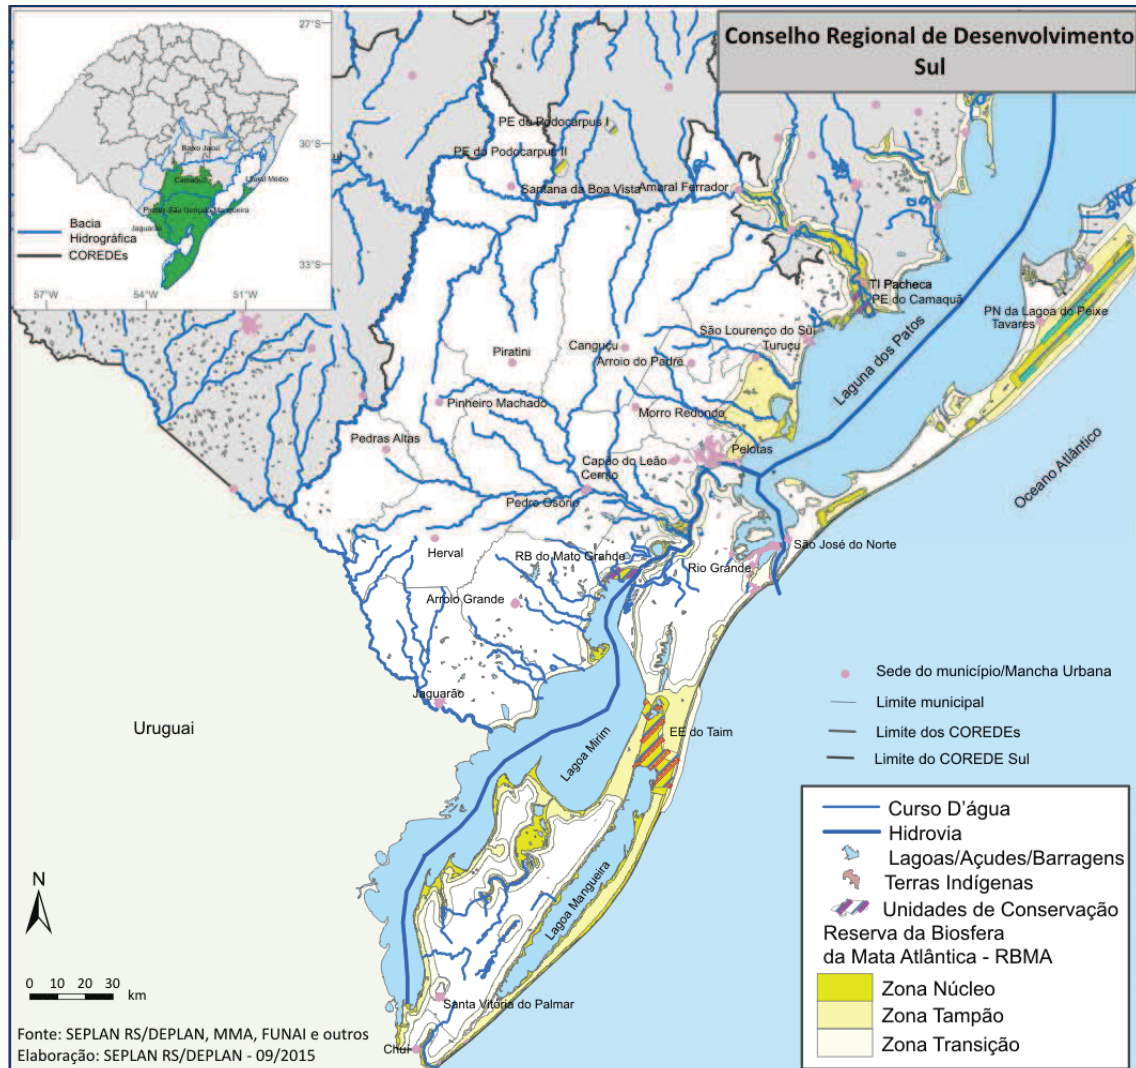 Conselho Regional de Desenvolvimento
Sul
27°S
30°S
33°S
57°W
54°W
51°W
Baixo Jacuí
Camaquã
Litoral Médio
Jaguarão
Bacia
Hidrográfica
COREDEs
PE do Podocarpus I
PE do Podocarpus II
Santana da Boa Vista
Amaral Ferrador
TI Pacheca
PE do Camaquã
PN da Lagoa do Peixe
Tavares
São Lourenço do Sul
Turuçu
Canguçu
Arroio do Padre
Piratini
Laguna dos Patos
Pinheiro Machado
Morro Redondo
Pedras Altas
Pelotas
Capão do Leão
Cerrito
Pedro Osório
Oceano Atlântico
Herval
RB do Mato Grande
Rio Grande
São José do Norte
Arroio Grande
Jaguarão
Uruguai
Lagoa Mirim
EE do Taim
Lagoa Mangueira
Santa Vitória do Palmar
Chuí
Sede do município/Mancha Urbana
Limite municipal
Limite dos COREDEs
Limite do COREDE Sul
Curso D'água
Hidrovia
Lagoas/Açudes/Barragens
Terras Indígenas
Unidades de Conservação
Reserva da Biosfera
da Mata Atlântica - RBMA
Zona Núcleo
Zona Tampão
Zona Transição
N
0 10 20 30
km
Fonte: SEPLAN RS/DEPLAN, MMA, FUNAI e outros
Elaboração: SEPLAN RS/DEPLAN - 09/2015